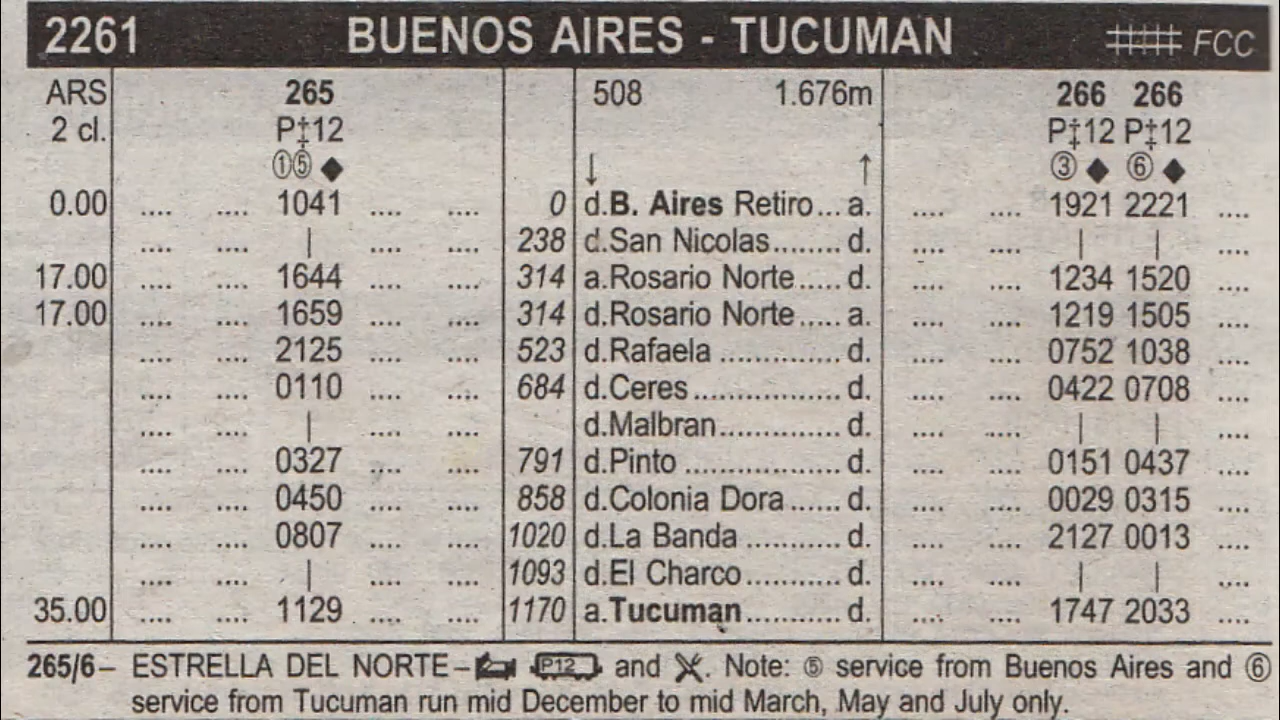 2261 BUENOS AIRES - TUCUMAN FCC
ARS 265 508 1.676m 266 266
2 cl. P‡12 P‡12 P‡12
①⑤ ◆ ↓ ↑ ③ ◆ ⑥ ◆
0.00 .... .... 1041 .... .... 0 d.B. Aires Retiro... a. .... .... 1921 2221 ....
.... .... | .... .... 238 d.San Nicolas........ d. .... .... | | ....
17.00 .... .... 1644 .... .... 314 a.Rosario Norte..... d. .... .... 1234 1520 ....
17.00 .... .... 1659 .... .... 314 d.Rosario Norte..... a. .... .... 1219 1505 ....
.... .... 2125 .... .... 523 d.Rafaela ............. d. .... .... 0752 1038 ....
.... .... 0110 .... .... 684 d.Ceres................ d. .... .... 0422 0708 ....
.... .... | .... .... d.Malbran............. d. .... .... | | ....
.... .... 0327 .... .... 791 d.Pinto ................. d. .... .... 0151 0437 ....
.... .... 0450 .... .... 858 d.Colonia Dora ...... d. .... .... 0029 0315 ....
.... .... 0807 .... .... 1020 d.La Banda .......... d. .... .... 2127 0013 ....
.... .... | .... .... 1093 d.El Charco.......... d. .... .... | | ....
35.00 .... .... 1129 .... .... 1170 a.Tucuman.......... d. .... .... 1747 2033 ....
265/6– ESTRELLA DEL NORTE– P12 and . Note: ⑤ service from Buenos Aires and ⑥
service from Tucuman run mid December to mid March, May and July only.